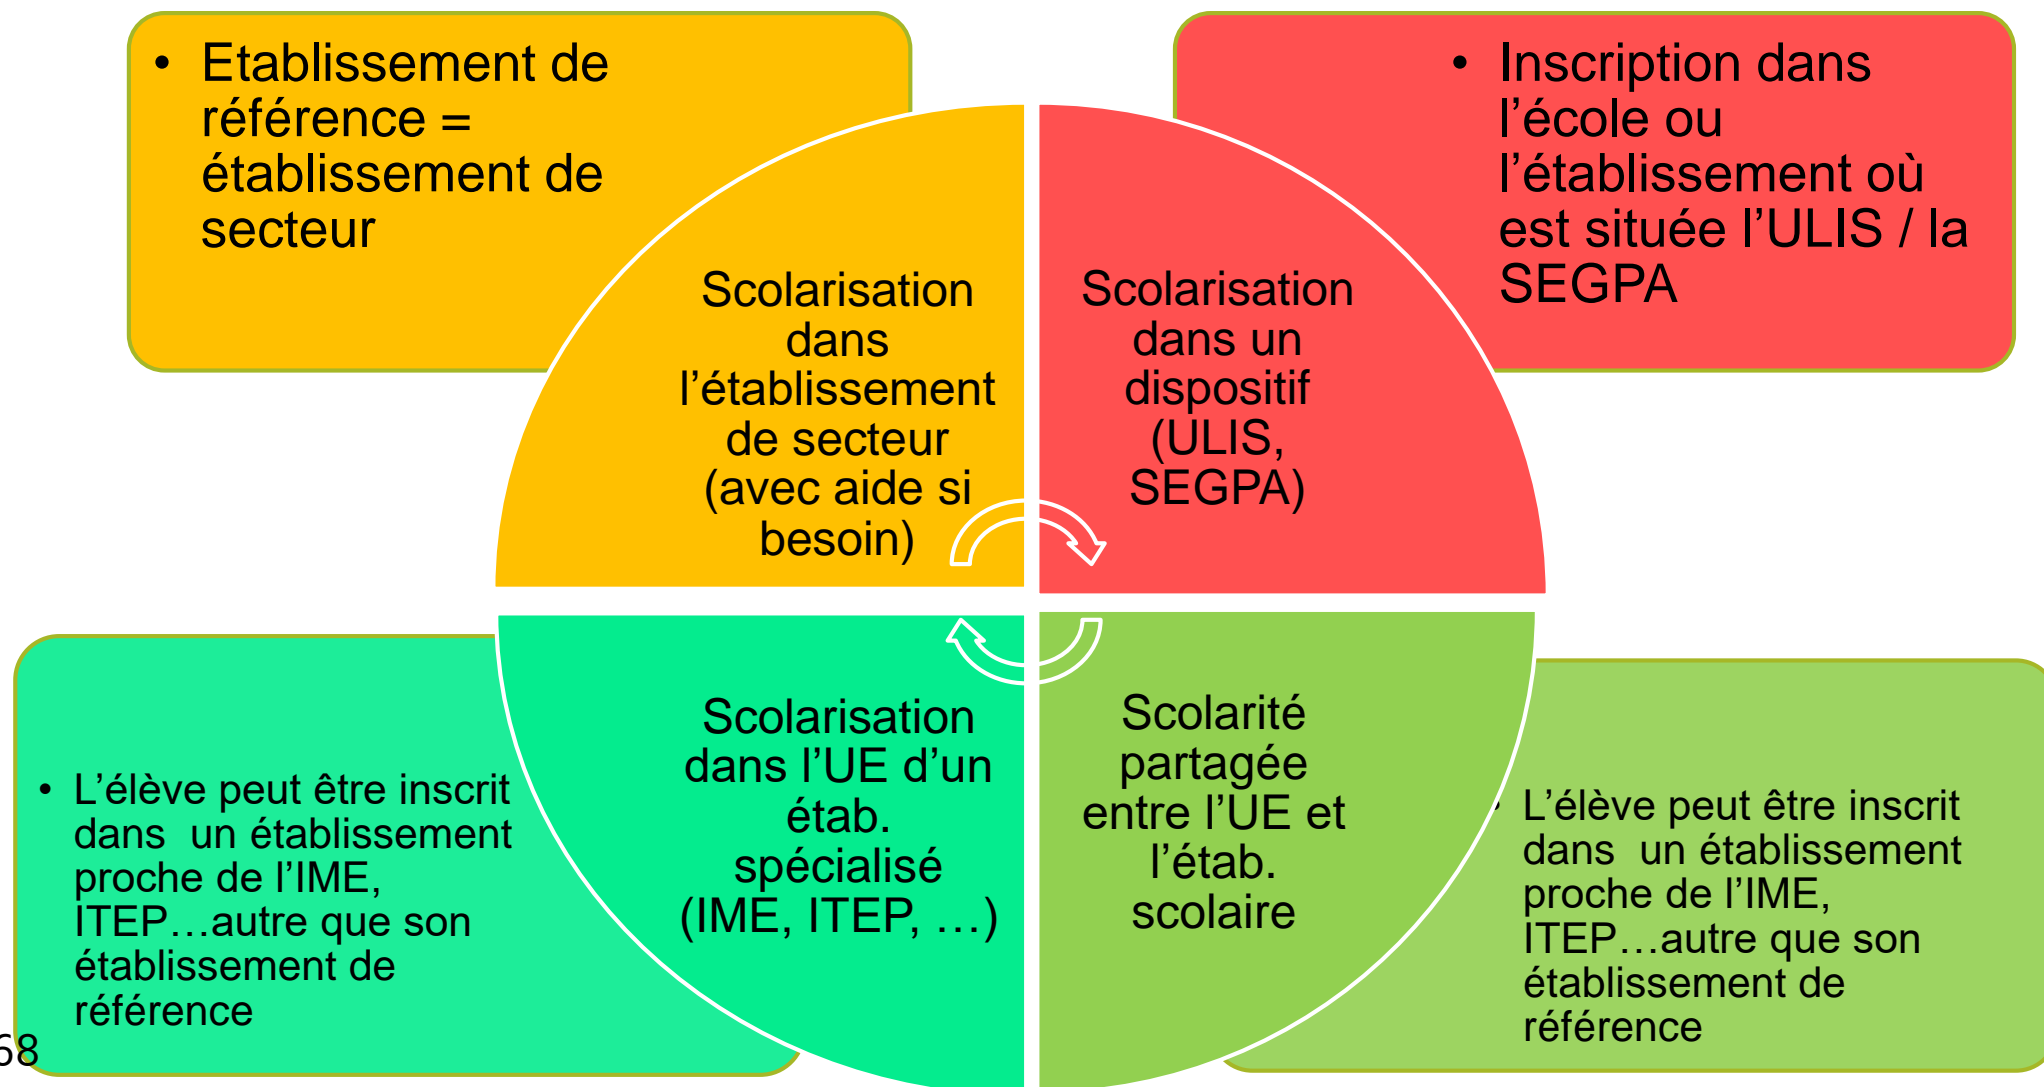 • Etablissement de
référence =
établissement de
secteur
• Inscription dans
l’école ou
l’établissement où
est située l’ULIS / la
SEGPA
Scolarisation
dans
l’établissement
de secteur
(avec aide si
besoin)
Scolarisation
dans un
dispositif
(ULIS,
SEGPA)
• L’élève peut être inscrit
dans  un établissement
proche de l’IME,
ITEP…autre que son
établissement de
référence
Scolarisation
dans l’UE d’un
étab.
spécialisé
(IME, ITEP, …)
Scolarité
partagée
entre l’UE et
l’étab.
scolaire
• L’élève peut être inscrit
dans  un établissement
proche de l’IME,
ITEP…autre que son
établissement de
référence
68